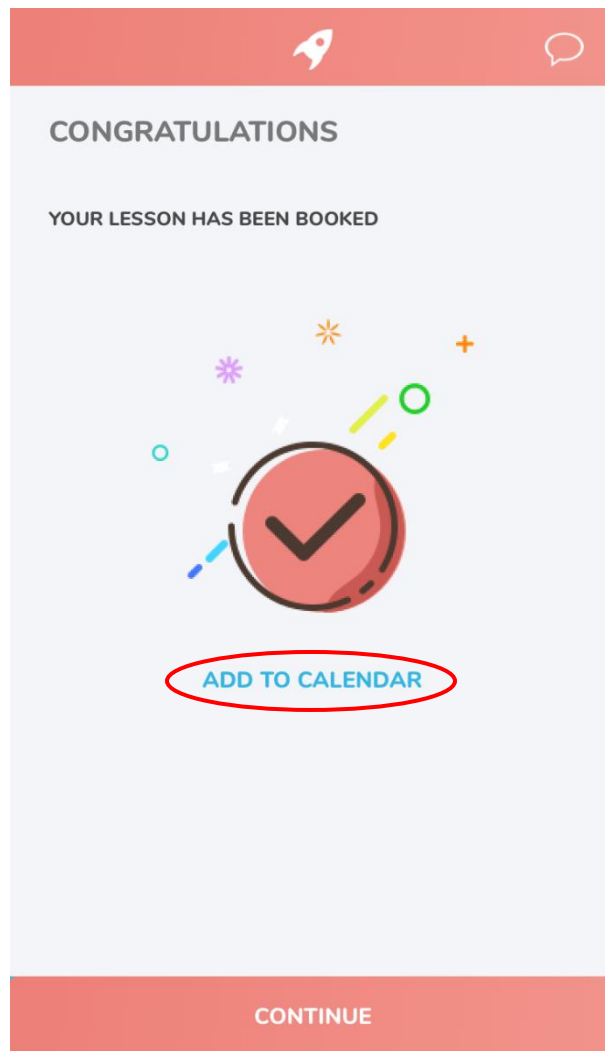 CONGRATULATIONS
YOUR LESSON HAS BEEN BOOKED
ADD TO CALENDAR
CONTINUE